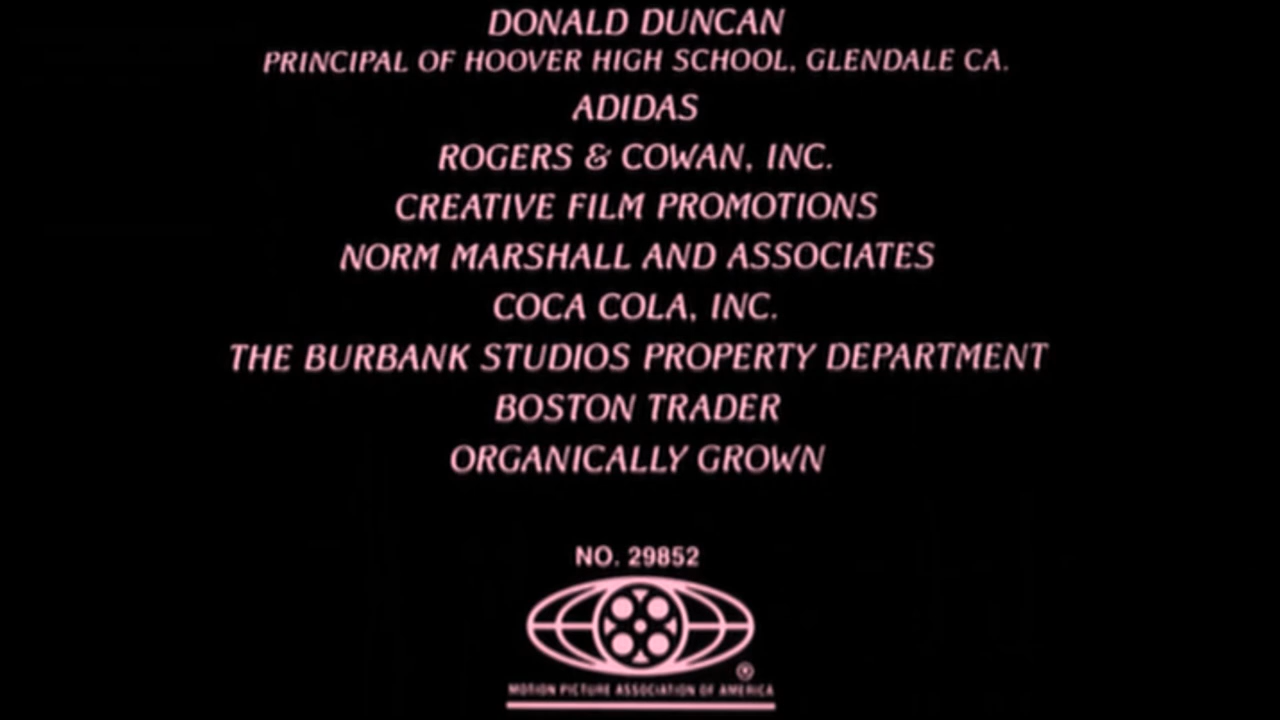 DONALD DUNCAN
PRINCIPAL OF HOOVER HIGH SCHOOL, GLENDALE CA.
ADIDAS
ROGERS & COWAN, INC.
CREATIVE FILM PROMOTIONS
NORM MARSHALL AND ASSOCIATES
COCA COLA, INC.
THE BURBANK STUDIOS PROPERTY DEPARTMENT
BOSTON TRADER
ORGANICALLY GROWN
NO. 29852
®
MOTION PICTURE ASSOCIATION OF AMERICA